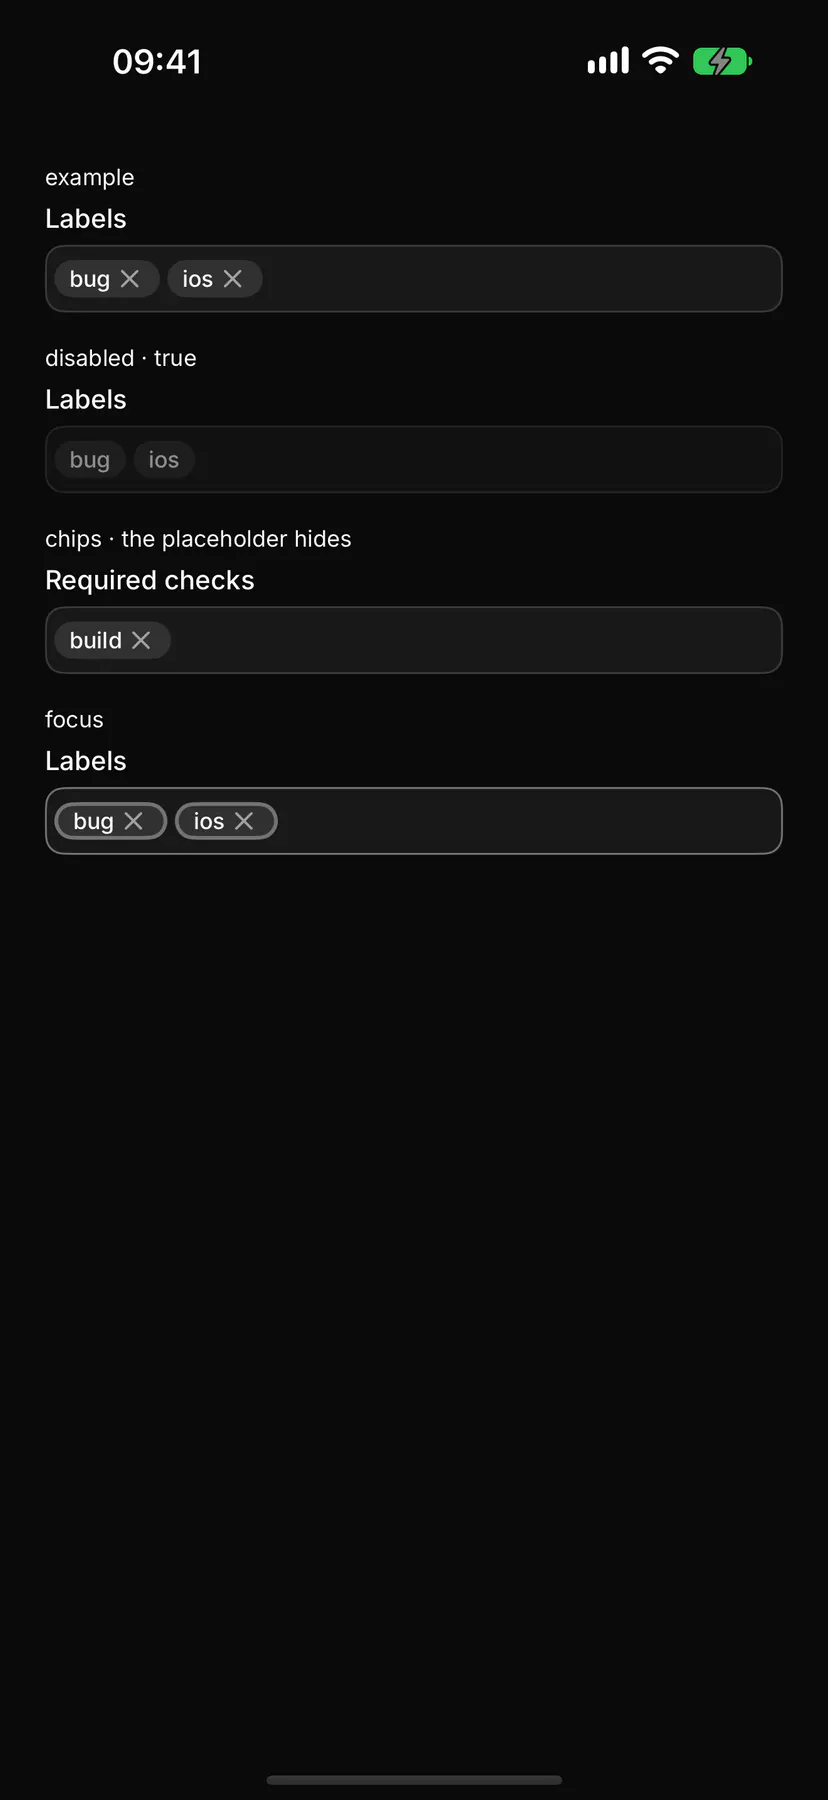 09:41
example
Labels
bug ios
disabled · true
Labels
bug ios
chips · the placeholder hides
Required checks
build
focus
Labels
bug ios